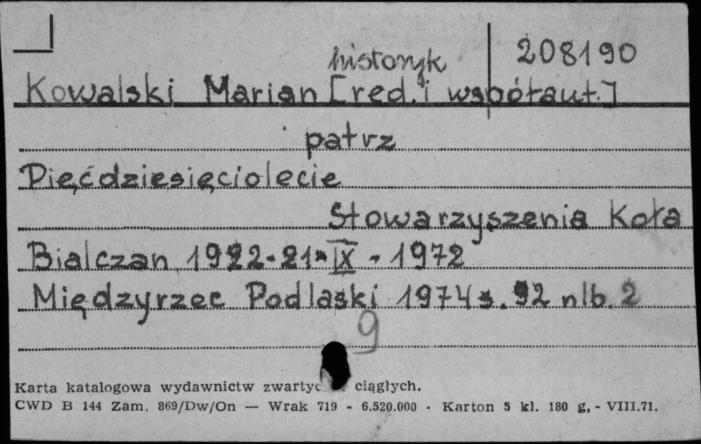 historyk 208190
Kowalski Marian [red. i współaut.]
patrz
Pięćdziesięciolecie
Stowarzyszenia Koła
Bialczan 1922-21-IX-1972
Międzyrzec Podlaski 1974 s. 92 nlb. 2
9
Karta katalogowa wydawnictw ciągłych.
CWD B 144 Zam. 869/Dw/On — Wrak 719 - 6.520.000 - Karton 5 kl. 180 g. - VIII.71.